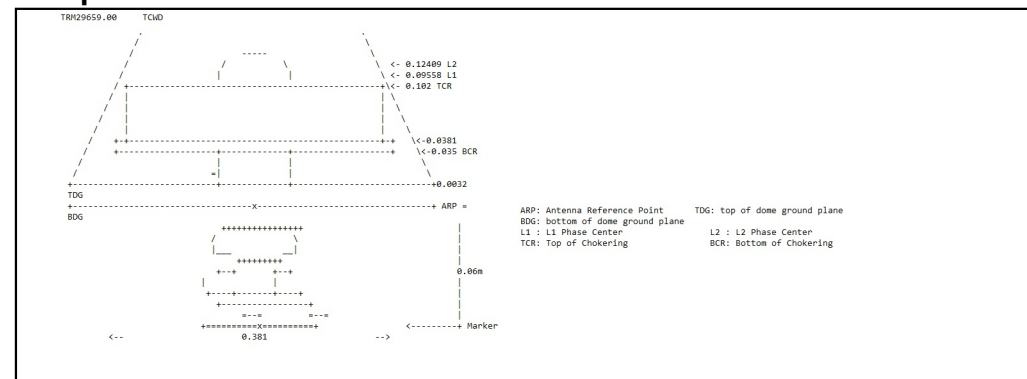 TRM29659.00 TCWD
<- 0.12409 L2
<- 0.09558 L1
<- 0.102 TCR
<-0.0381
<-0.035 BCR
+0.0032
TDG
x
+ ARP =
BDG
ARP: Antenna Reference Point TDG: top of dome ground plane
BDG: bottom of dome ground plane
L1 : L1 Phase Center L2 : L2 Phase Center
TCR: Top of Chokering BCR: Bottom of Chokering
0.06m
+==========x==========+ <---------+ Marker
<-- 0.381 -->